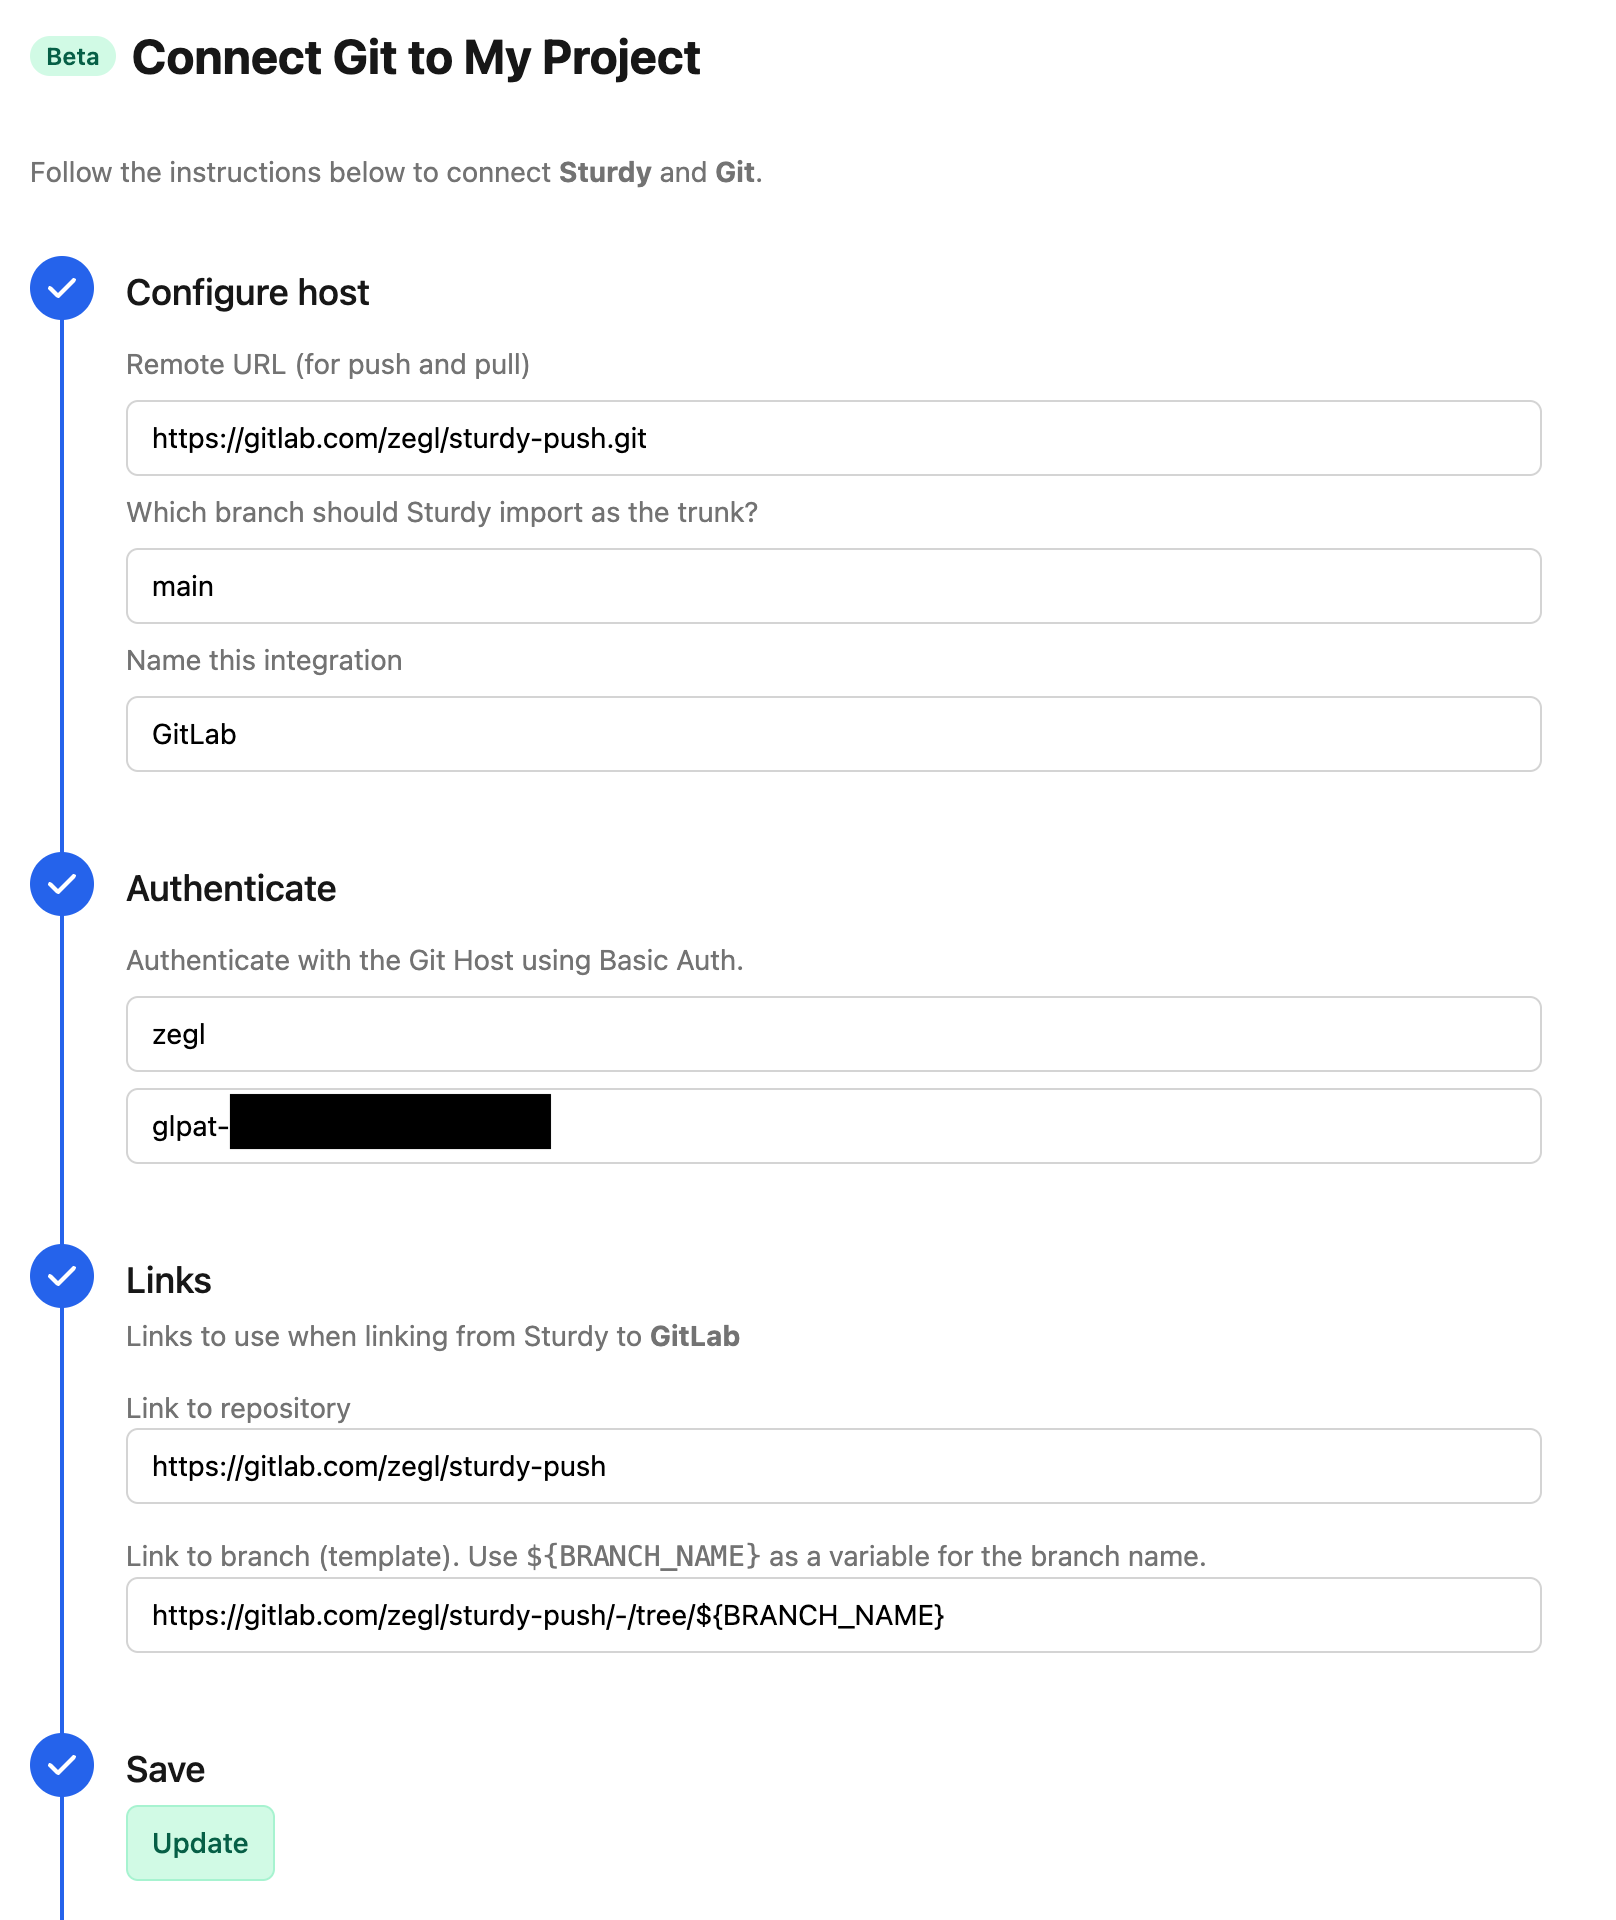 Beta Connect Git to My Project
Follow the instructions below to connect Sturdy and Git.
Configure host
Remote URL (for push and pull)
https://gitlab.com/zegl/sturdy-push.git
Which branch should Sturdy import as the trunk?
main
Name this integration
GitLab
Authenticate
Authenticate with the Git Host using Basic Auth.
zegl
glpat-
Links
Links to use when linking from Sturdy to GitLab
Link to repository
https://gitlab.com/zegl/sturdy-push
Link to branch (template). Use ${BRANCH_NAME} as a variable for the branch name.
https://gitlab.com/zegl/sturdy-push/-/tree/${BRANCH_NAME}
Save
Update